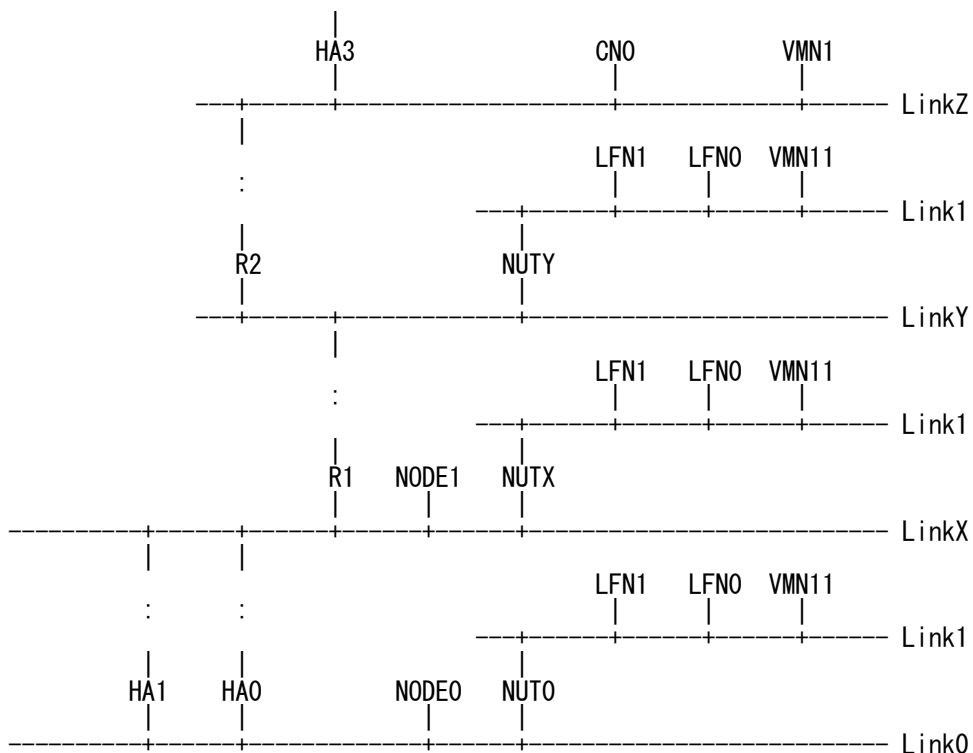 HA3 CN0 VMN1
LinkZ
LFN1 LFN0 VMN11
Link1
R2 NUTY
LinkY
LFN1 LFN0 VMN11
Link1
R1 NODE1 NUTX
LinkX
LFN1 LFN0 VMN11
Link1
HA1 HA0 NODE0 NUT0
Link0